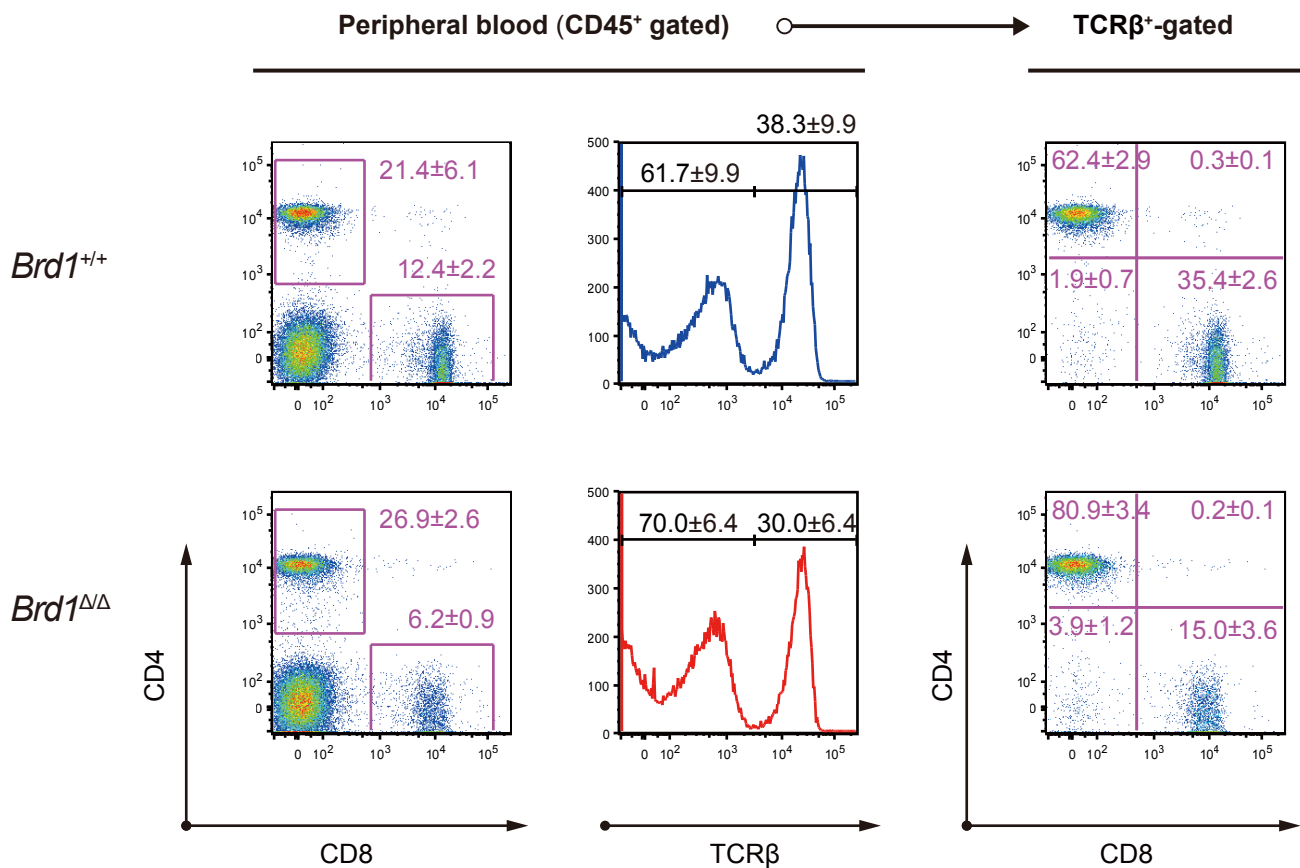 Peripheral blood (CD45⁺ gated)
TCRβ⁺-gated
Brd1⁺/⁺
21.4±6.1
12.4±2.2
10⁵
10⁴
10³
10²
0
0 10² 10³ 10⁴ 10⁵
38.3±9.9
61.7±9.9
500
400
300
200
100
0
0 10² 10³ 10⁴ 10⁵
62.4±2.9 0.3±0.1
1.9±0.7 35.4±2.6
10⁵
10⁴
10³
10²
0
0 10² 10³ 10⁴ 10⁵
Brd1Δ/Δ
26.9±2.6
6.2±0.9
10⁵
10⁴
10³
10²
0
0 10² 10³ 10⁴ 10⁵
CD4
CD8
70.0±6.4 30.0±6.4
500
400
300
200
100
0
0 10² 10³ 10⁴ 10⁵
TCRβ
80.9±3.4 0.2±0.1
3.9±1.2 15.0±3.6
10⁵
10⁴
10³
10²
0
0 10² 10³ 10⁴ 10⁵
CD4
CD8